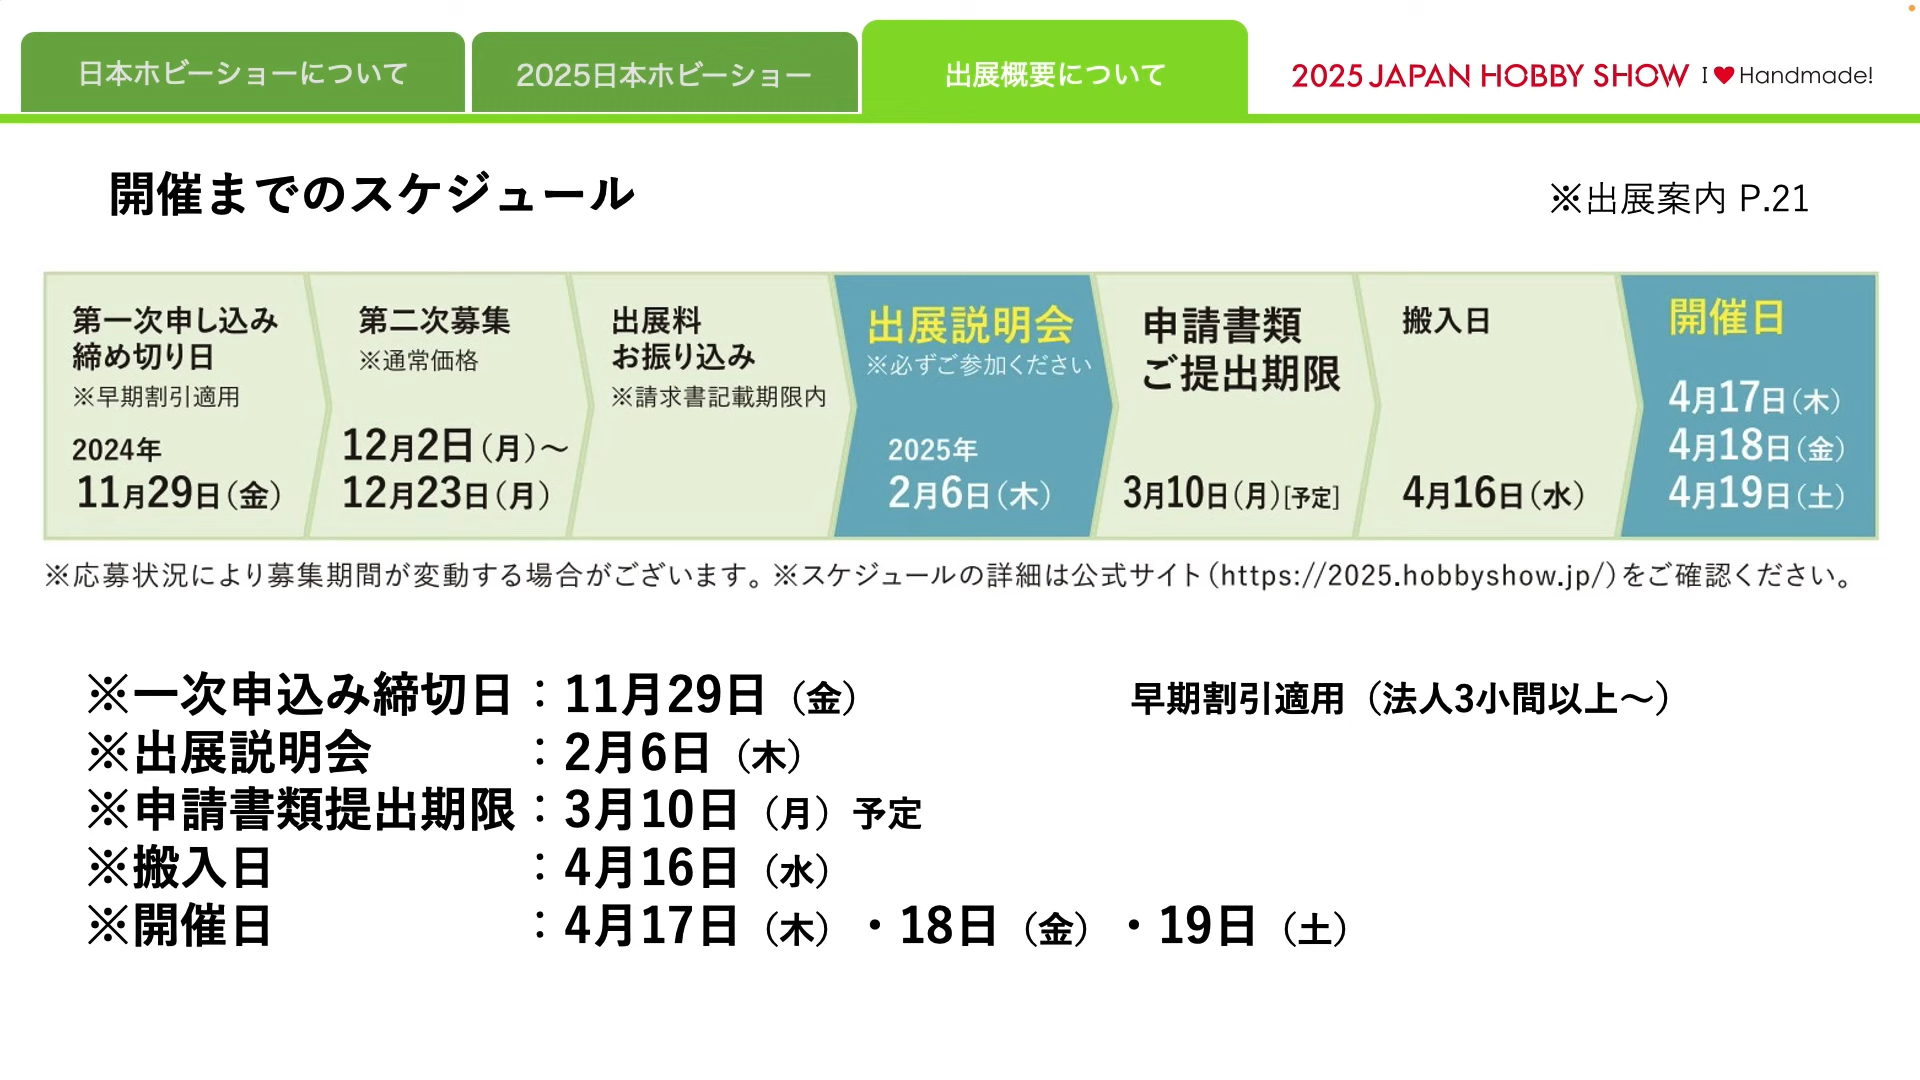 日本ホビーショーについて
2025日本ホビーショー
出展概要について
2025 JAPAN HOBBY SHOW I ♥ Handmade!
開催までのスケジュール
※出展案内 P.21
第一次申し込み
締め切り日
※早期割引適用
2024年
11月29日（金）
第二次募集
※通常価格
12月2日（月）〜
12月23日（月）
出展料
お振り込み
※請求書記載期限内
出展説明会
※必ずご参加ください
2025年
2月6日（木）
申請書類
ご提出期限
3月10日（月）[予定]
搬入日
4月16日（水）
開催日
4月17日（木）
4月18日（金）
4月19日（土）
※応募状況により募集期間が変動する場合がございます。※スケジュールの詳細は公式サイト（https://2025.hobbyshow.jp/）をご確認ください。
※一次申込み締切日：11月29日（金） 早期割引適用（法人3小間以上〜）
※出展説明会：2月6日（木）
※申請書類提出期限：3月10日（月）予定
※搬入日：4月16日（水）
※開催日：4月17日（木）・18日（金）・19日（土）